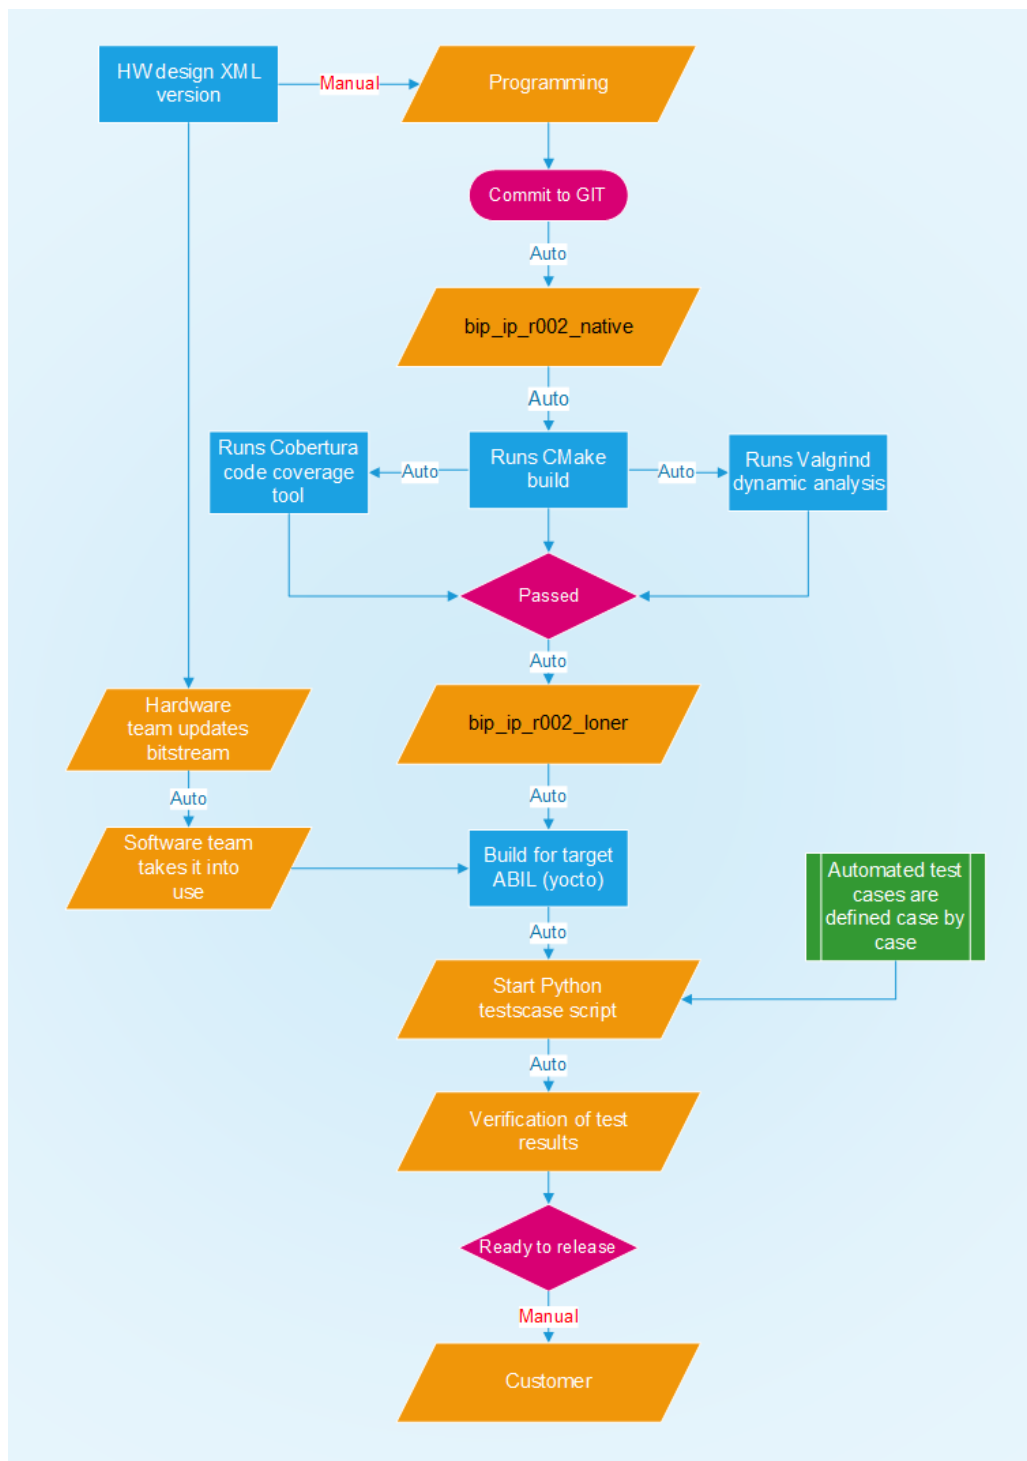 HW design XML
version
Manual
Programming
Commit to GIT
Auto
bip_ip_r002_native
Auto
Runs Cobertura
code coverage
tool
Auto
Runs CMake
build
Auto
Runs Valgrind
dynamic analysis
Passed
Auto
Hardware
team updates
bitstream
bip_ip_r002_loner
Auto
Auto
Software team
takes it into
use
Build for target
ABIL (yocto)
Automated test
cases are
defined case by
case
Auto
Start Python
testscase script
Auto
Verification of test
results
Ready to release
Manual
Customer